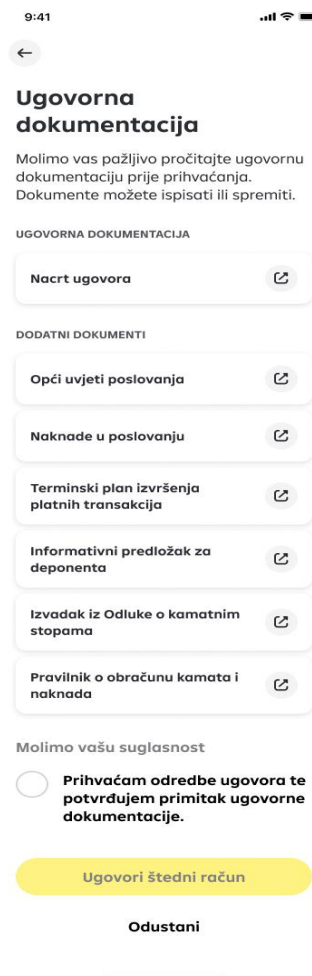 9:41
Ugovorna
dokumentacija
Molimo vas pažljivo pročitajte ugovornu
dokumentaciju prije prihvaćanja.
Dokumente možete ispisati ili spremiti.
UGOVORNA DOKUMENTACIJA
Nacrt ugovora
DODATNI DOKUMENTI
Opći uvjeti poslovanja
Naknade u poslovanju
Terminski plan izvršenja
platnih transakcija
Informativni predložak za
deponenta
Izvadak iz Odluke o kamatnim
stopama
Pravilnik o obračunu kamata i
naknada
Molimo vašu suglasnost
Prihvaćam odredbe ugovora te
potvrđujem primitak ugovorne
dokumentacije.
Ugovori štedni račun
Odustani